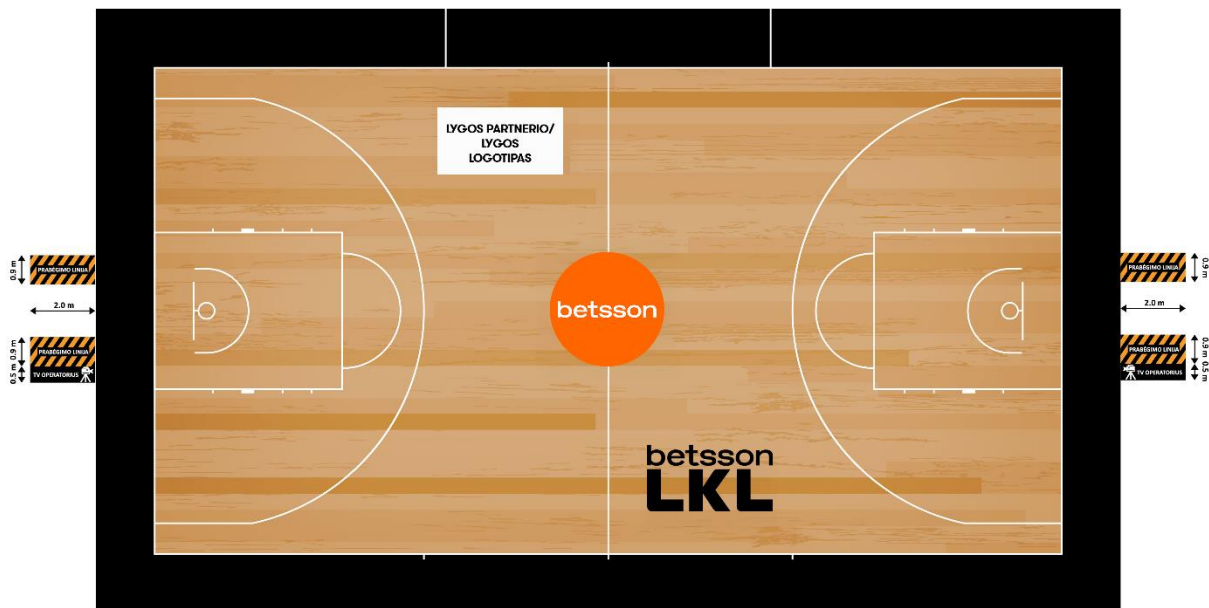 LYGOS PARTNERIO/
LYGOS
LOGOTIPAS
0.9 m
PRABĖGIMO LINIJA
2.0 m
0.9 m
PRABĖGIMO LINIJA
0.5 m
TV OPERATORIUS
betsson
PRABĖGIMO LINIJA
0.9 m
2.0 m
PRABĖGIMO LINIJA
0.9 m
TV OPERATORIUS
0.5 m
betsson
LKL